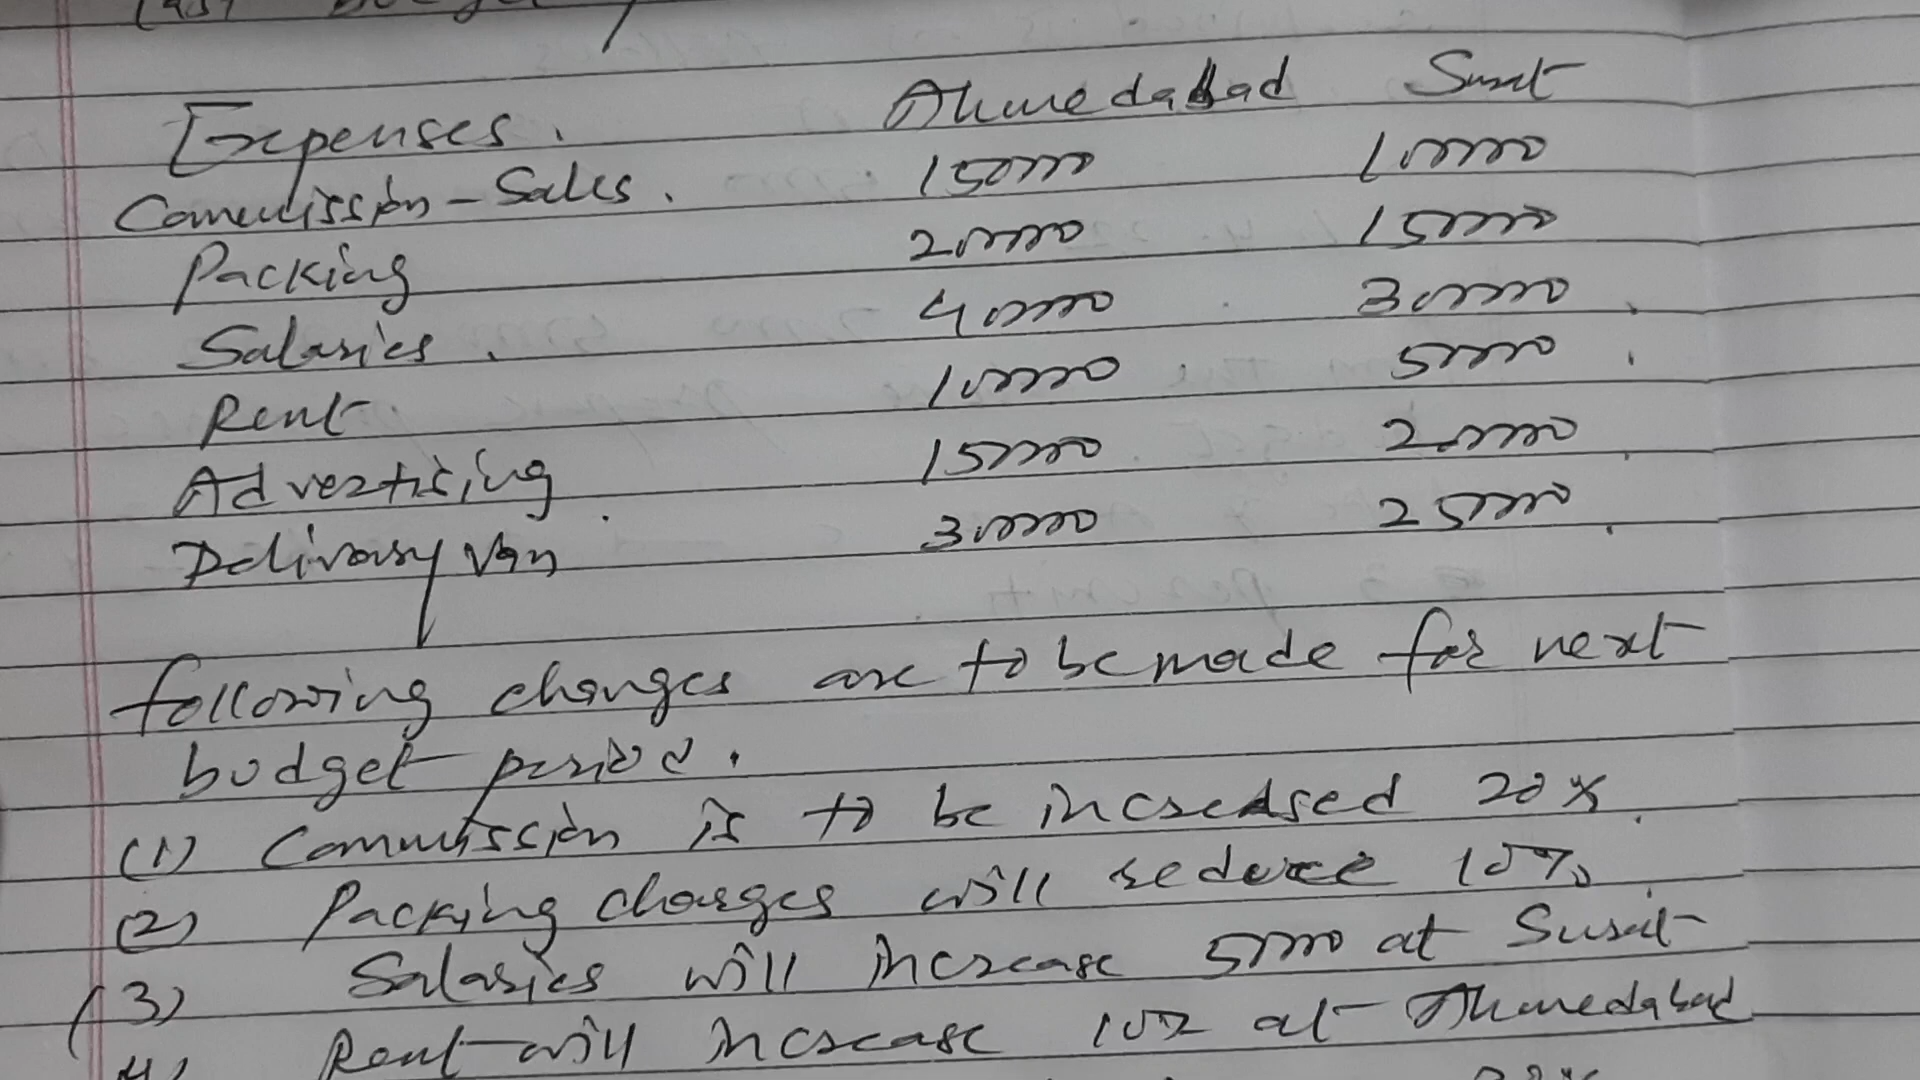 Expenses. Ahmedabad Surat
Commission - Sales. 15000 10000
Packing 20000 15000
Salaries. 40000 30000
Rent 10000 5000
Advertising 15000 20000
Delivery Van 30000 25000
following changes are to be made for next
budget period.
(1) Commission is to be increased 20%
(2) Packing charges will reduce 10%
(3) Salaries will increase 5000 at Surat
Rent will increase 10% at Ahmedabad